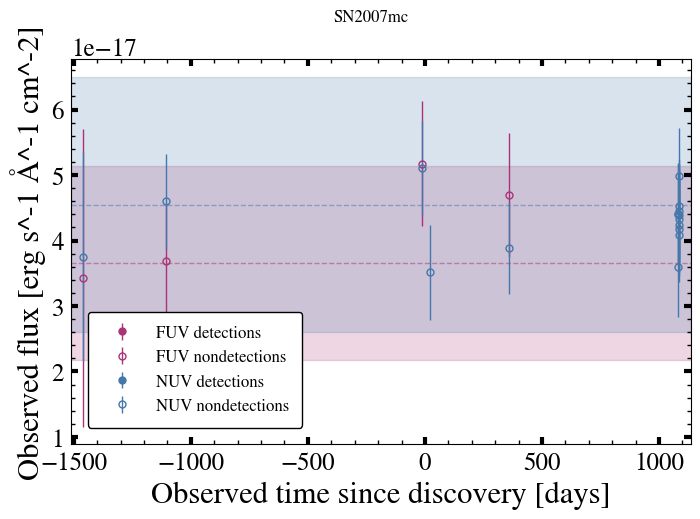 SN2007mc
1e−17
Observed flux [erg s^-1 Å^-1 cm^-2]
6
5
4
3
2
1
FUV detections
FUV nondetections
NUV detections
NUV nondetections
−1500 −1000 −500 0 500 1000
Observed time since discovery [days]